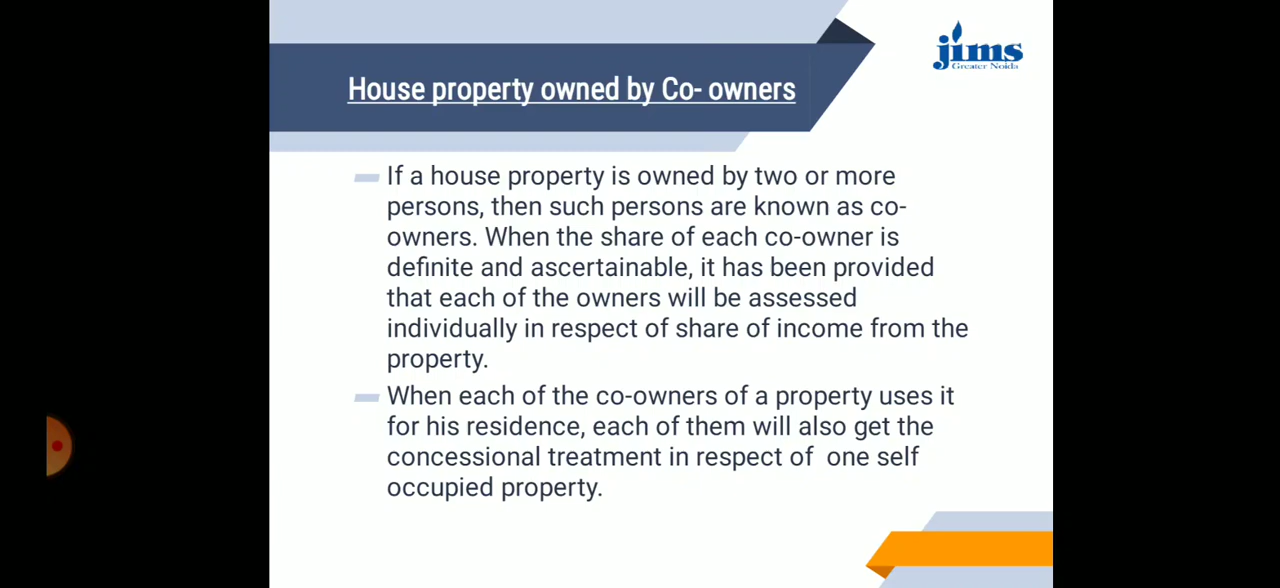 jims
Greater Noida
House property owned by Co- owners
If a house property is owned by two or more
persons, then such persons are known as co-
owners. When the share of each co-owner is
definite and ascertainable, it has been provided
that each of the owners will be assessed
individually in respect of share of income from the
property.
When each of the co-owners of a property uses it
for his residence, each of them will also get the
concessional treatment in respect of  one self
occupied property.